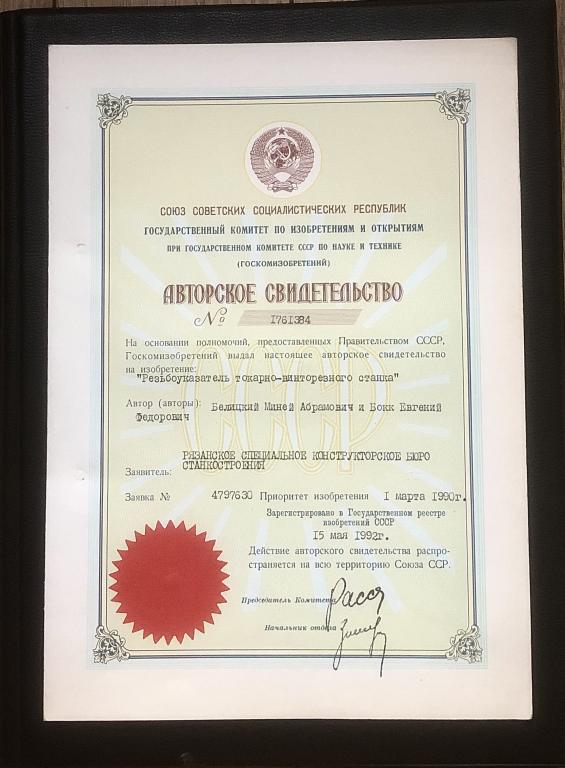 СОЮЗ СОВЕТСКИХ СОЦИАЛИСТИЧЕСКИХ РЕСПУБЛИК
ГОСУДАРСТВЕННЫЙ КОМИТЕТ ПО ИЗОБРЕТЕНИЯМ И ОТКРЫТИЯМ
ПРИ ГОСУДАРСТВЕННОМ КОМИТЕТЕ СССР ПО НАУКЕ И ТЕХНИКЕ
(ГОСКОМИЗОБРЕТЕНИЙ)
АВТОРСКОЕ СВИДЕТЕЛЬСТВО
№ 1761384
На основании полномочий, предоставленных Правительством СССР,
Госкомизобретений выдал настоящее авторское свидетельство
на изобретение:
"Резьбоуказатель токарно-винторезного станка"
Автор (авторы): Белицкий Миней Абрамович и Бокк Евгений
Федорович
СССР
РЯЗАНСКОЕ СПЕЦИАЛЬНОЕ КОНСТРУКТОРСКОЕ БЮРО
СТАНКОСТРОЕНИЯ
Заявитель:
Заявка № 4797630 Приоритет изобретения 1 марта 1990г.
Зарегистрировано в Государственном реестре
изобретений СССР
15 мая 1992г.
Действие авторского свидетельства распро-
страняется на всю территорию Союза ССР.
Председатель Комитета
Начальник отдела